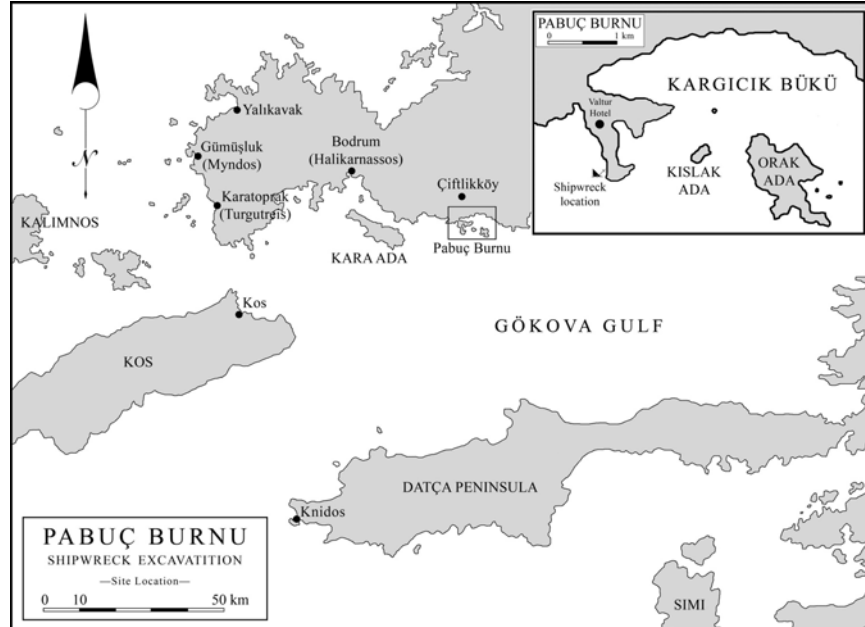 N
Yalıkavak
Gümüşluk
(Myndos)
Karatoprak
(Turgutreis)
Bodrum
(Halikarnassos)
Çiftlikköy
Pabuç Burnu
KALIMNOS
KARA ADA
Kos
KOS
GÖKOVA GULF
DATÇA PENINSULA
Knidos
SIMI
PABUÇ BURNU
0 1 km
KARGICIK BÜKÜ
Valtur
Hotel
KISLAK
ADA
ORAK
ADA
Shipwreck
location
PABUÇ BURNU
SHIPWRECK EXCAVATITION
—Site Location—
0 10 50 km